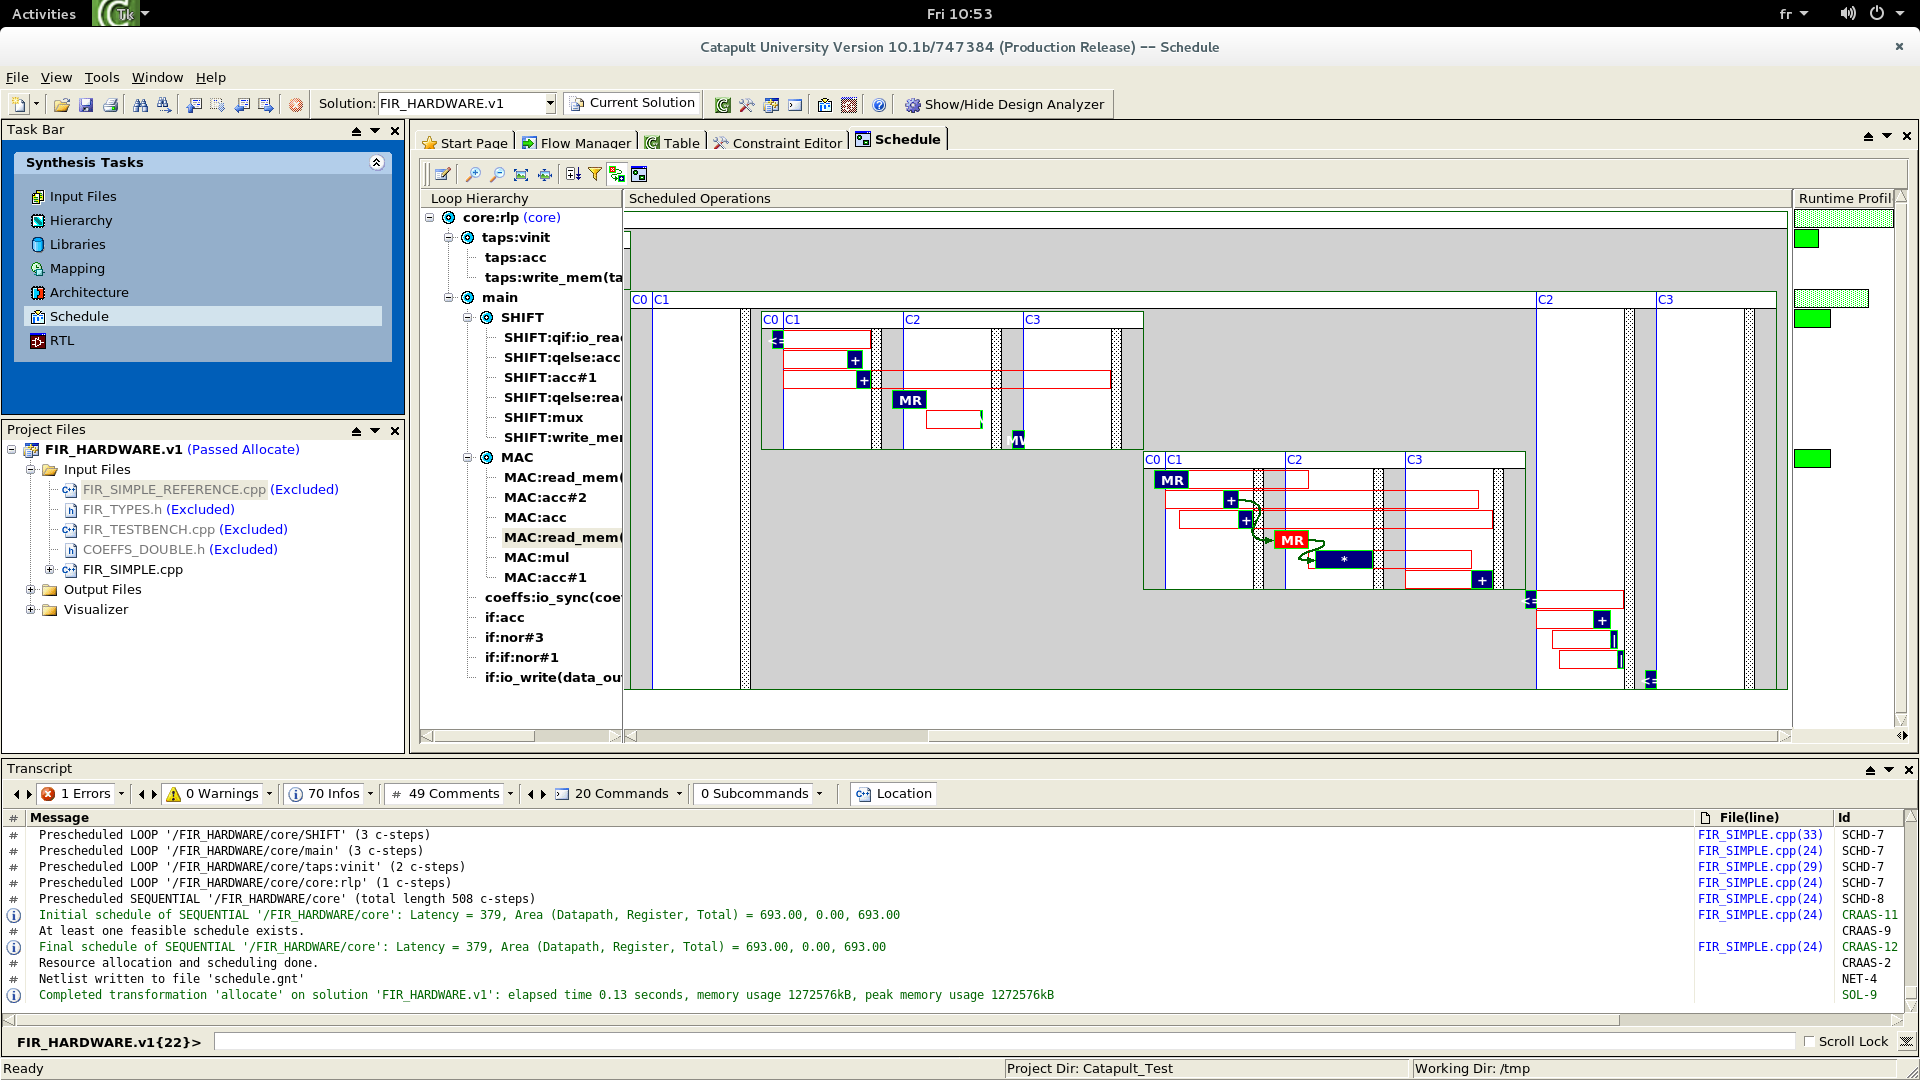 Activities
Tk
Fri 10:53
fr
Catapult University Version 10.1b/747384 (Production Release) -- Schedule
File View Tools Window Help
Solution: FIR_HARDWARE.v1 Current Solution Show/Hide Design Analyzer
Task Bar
Synthesis Tasks
Input Files
Hierarchy
Libraries
Mapping
Architecture
Schedule
RTL
Project Files
FIR_HARDWARE.v1 (Passed Allocate)
Input Files
FIR_SIMPLE_REFERENCE.cpp (Excluded)
FIR_TYPES.h (Excluded)
FIR_TESTBENCH.cpp (Excluded)
COEFFS_DOUBLE.h (Excluded)
FIR_SIMPLE.cpp
Output Files
Visualizer
Start Page Flow Manager Table Constraint Editor Schedule
Loop Hierarchy Scheduled Operations Runtime Profil
core:rlp (core)
taps:vinit
taps:acc
taps:write_mem(ta
main
SHIFT
SHIFT:qif:io_rea
SHIFT:qelse:acc
SHIFT:acc#1
SHIFT:qelse:rea
SHIFT:mux
SHIFT:write_mer
MAC
MAC:read_mem(
MAC:acc#2
MAC:acc
MAC:read_mem(
MAC:mul
MAC:acc#1
coeffs:io_sync(coe
if:acc
if:nor#3
if:if:nor#1
if:io_write(data_ou
C0 C1 C2 C3
C0 C1 C2 C3
<=
+
+
MR
C0 C1 C2 C3
MR
+
+
MR
*
+
<=
+
|
|
<=
Transcript
1 Errors 0 Warnings 70 Infos # 49 Comments 20 Commands 0 Subcommands Location
# Message File(line) Id
# Prescheduled LOOP '/FIR_HARDWARE/core/SHIFT' (3 c-steps) FIR_SIMPLE.cpp(33) SCHD-7
# Prescheduled LOOP '/FIR_HARDWARE/core/main' (3 c-steps) FIR_SIMPLE.cpp(24) SCHD-7
# Prescheduled LOOP '/FIR_HARDWARE/core/taps:vinit' (2 c-steps) FIR_SIMPLE.cpp(29) SCHD-7
# Prescheduled LOOP '/FIR_HARDWARE/core/core:rlp' (1 c-steps) FIR_SIMPLE.cpp(24) SCHD-7
# Prescheduled SEQUENTIAL '/FIR_HARDWARE/core' (total length 508 c-steps) FIR_SIMPLE.cpp(24) SCHD-8
Initial schedule of SEQUENTIAL '/FIR_HARDWARE/core': Latency = 379, Area (Datapath, Register, Total) = 693.00, 0.00, 693.00 FIR_SIMPLE.cpp(24) CRAAS-11
# At least one feasible schedule exists. CRAAS-9
Final schedule of SEQUENTIAL '/FIR_HARDWARE/core': Latency = 379, Area (Datapath, Register, Total) = 693.00, 0.00, 693.00 FIR_SIMPLE.cpp(24) CRAAS-12
# Resource allocation and scheduling done. CRAAS-2
# Netlist written to file 'schedule.gnt' NET-4
Completed transformation 'allocate' on solution 'FIR_HARDWARE.v1': elapsed time 0.13 seconds, memory usage 1272576kB, peak memory usage 1272576kB SOL-9
FIR_HARDWARE.v1{22}> Scroll Lock
Ready Project Dir: Catapult_Test Working Dir: /tmp